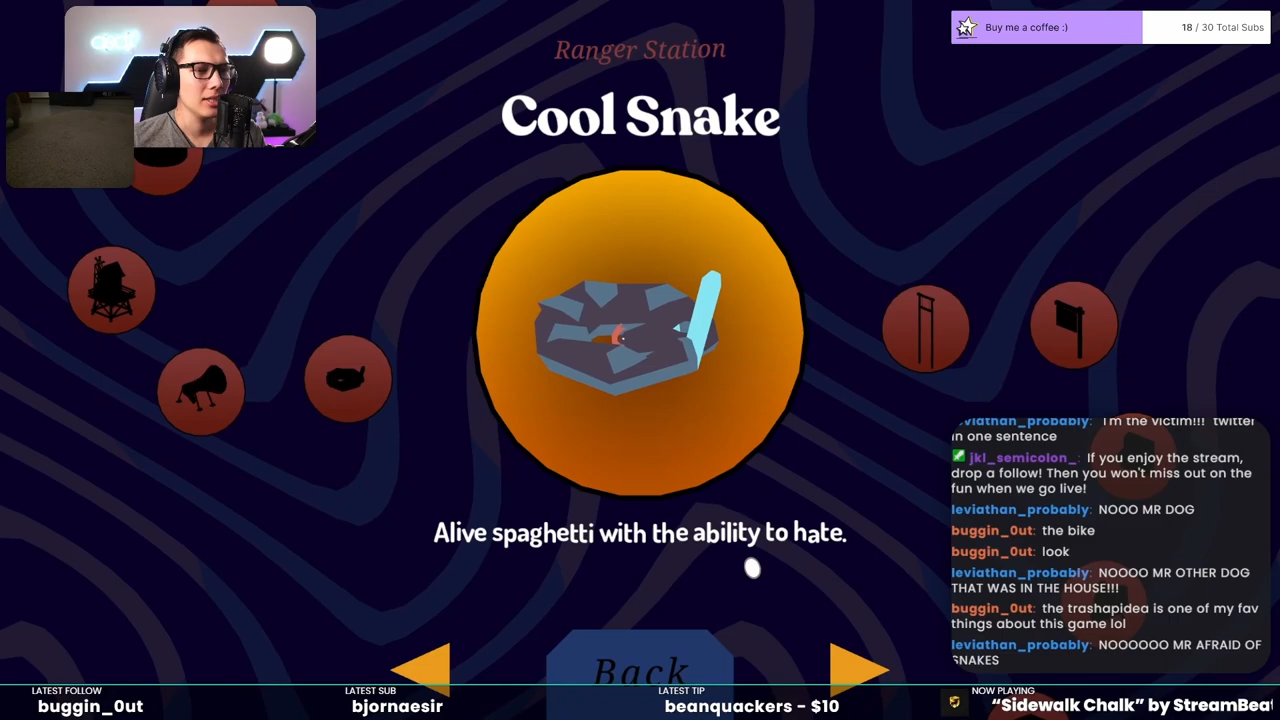 Buy me a coffee :)
18 / 30 Total Subs
Ranger Station
Cool Snake
Alive spaghetti with the ability to hate.
Back
leviathan_probably: I'm the victim!!! twitter
in one sentence
jkl_semicolon_: If you enjoy the stream,
drop a follow! Then you won't miss out on the
fun when we go live!
leviathan_probably: NOOO MR DOG
buggin_0ut: the bike
buggin_0ut: look
leviathan_probably: NOOOO MR OTHER DOG
THAT WAS IN THE HOUSE!!!
buggin_0ut: the trashapidea is one of my fav
things about this game lol
leviathan_probably: NOOOOOO MR AFRAID OF
SNAKES
LATEST FOLLOW
buggin_0ut
LATEST SUB
bjornaesir
LATEST TIP
beanquackers - $10
NOW PLAYING
"Sidewalk Chalk" by StreamBea